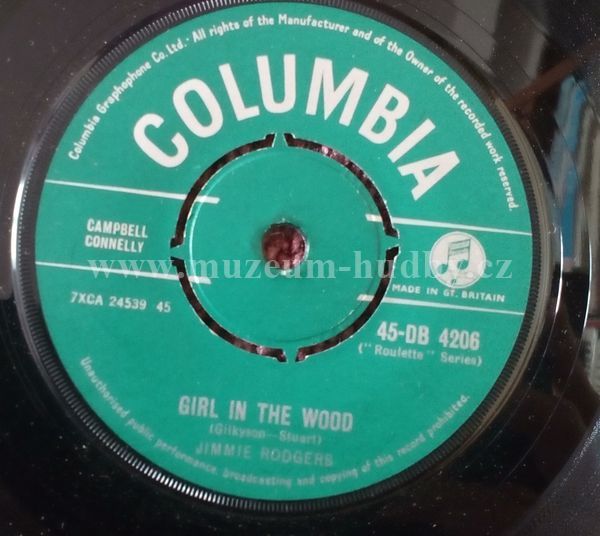 Columbia Graphophone Co. Ltd. · All rights of the Manufacturer and of the Owner of the recorded work reserved.
COLUMBIA
CAMPBELL
CONNELLY
www.muzeum-hudby.cz
MADE IN GT. BRITAIN
7XCA 24539 45
45-DB 4206
("Roulette" Series)
GIRL IN THE WOOD
(Gilkyson—Stuart)
JIMMIE RODGERS
Unauthorised public performance, broadcasting and copying of this record prohibited.